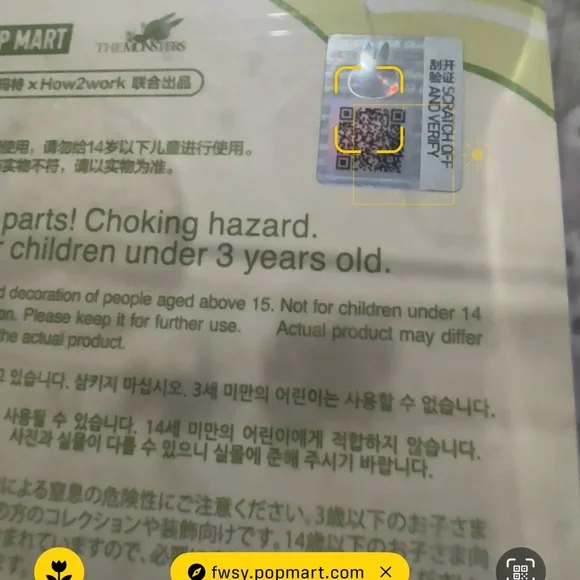 P MART
THE MONSTERS
玛特 x How2work 联合出品
开证 SCRATCH OFF
刮验 AND VERIFY
使用，请勿给14岁以下儿童进行使用。
实物不符，请以实物为准。
parts! Choking hazard.
children under 3 years old.
decoration of people aged above 15. Not for children under 14
on. Please keep it for further use. Actual product may differ
the actual product.
있습니다. 삼키지 마십시오. 3세 미만의 어린이는 사용할 수 없습니다.
사용될 수 있습니다. 14세 미만의 어린이에게 적합하지 않습니다.
사진과 실물이 다를 수 있으니 실물에 준해 주시기 바랍니다.
による窒息の危険性にご注意ください。3歳以下のお子さま
の方のコレクションや装飾向けです。14歳以下のお子さま向
まれていますので、必
fwsy.popmart.com